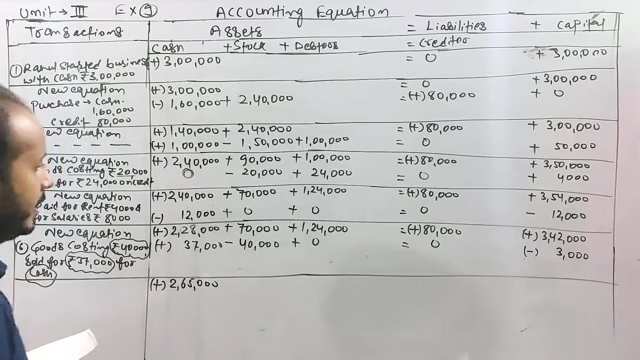 Unit - III Ex ⑨ Accounting Equation
Transactions Assets = Liabilities + Capital
Cash + Stock + Debtors = Creditor
① Rahul Started business (+) 3,00,000 = 0 + 3,00,000
with cash ₹ 3,00,000
New equation (+) 3,00,000 = 0 + 3,00,000
Purchase → Cash (-) 1,60,000 + 2,40,000 = (+) 80,000 + 0
1,60,000
Credit 80,000
New equation (+) 1,40,000 + 2,40,000 = (+) 80,000 + 3,00,000
- - - - (+) 1,00,000 - 1,50,000 + 1,00,000 = 0 + 50,000
New equation (+) 2,40,000 + 90,000 + 1,00,000 = (+) 80,000 + 3,50,000
Costing ₹ 20000 0 - 20,000 + 24,000 = 0 + 4000
for ₹ 24,000 on credit
New equation (+) 2,40,000 + 70,000 + 1,24,000 = (+) 80,000 + 3,54,000
for Rent ₹ 4000 (-) 12,000 + 0 + 0 = 0 - 12,000
for Salaries ₹ 8000
New equation (+) 2,28,000 + 70,000 + 1,24,000 = (+) 80,000 (+) 3,42,000
⑥ Goods Costing ₹ 40000 (+) 37,000 - 40,000 + 0 = 0 (-) 3,000
Sold for ₹ 37,000 for
Cash
(+) 2,65,000